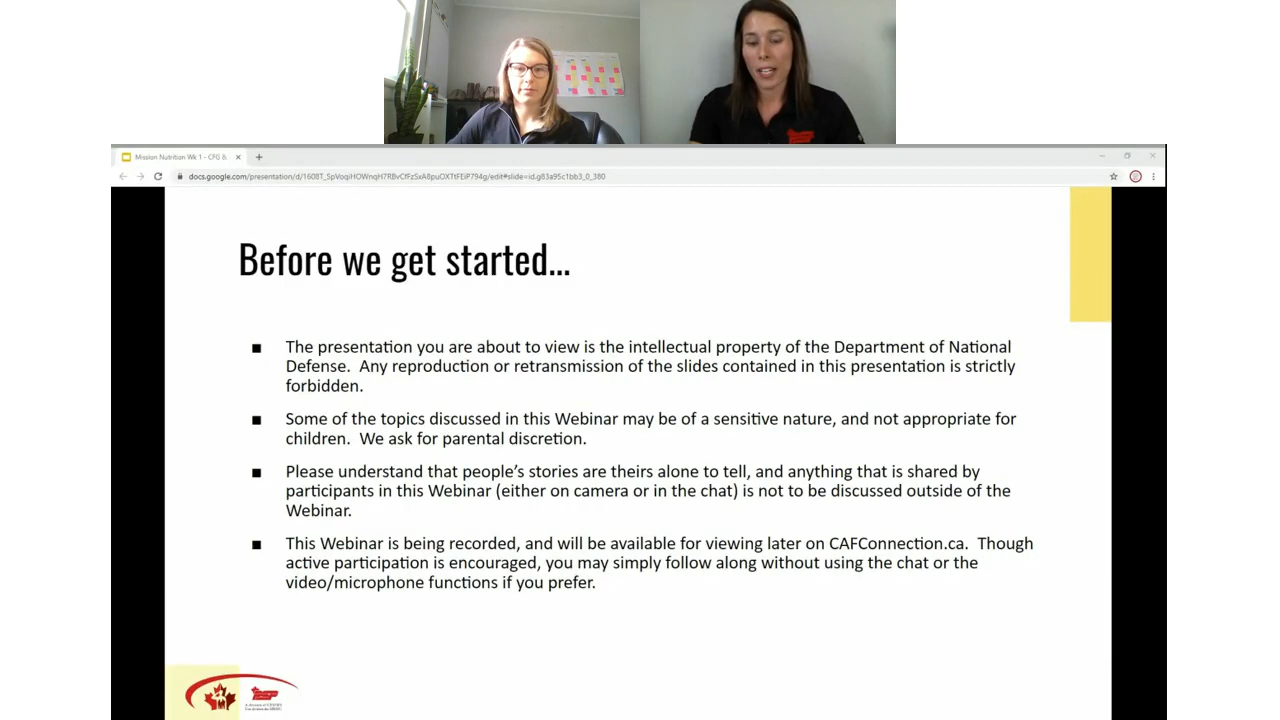 Mission Nutrition Wk 1 - CFG &
docs.google.com/presentation/d/1608T_SpVoqiHOWnqH7RBvCfFzSxA8puOXTtFEiP794g/edit#slide=id.g83a95c1bb3_0_380
Before we get started...
The presentation you are about to view is the intellectual property of the Department of National
Defense. Any reproduction or retransmission of the slides contained in this presentation is strictly
forbidden.
Some of the topics discussed in this Webinar may be of a sensitive nature, and not appropriate for
children. We ask for parental discretion.
Please understand that people's stories are theirs alone to tell, and anything that is shared by
participants in this Webinar (either on camera or in the chat) is not to be discussed outside of the
Webinar.
This Webinar is being recorded, and will be available for viewing later on CAFConnection.ca. Though
active participation is encouraged, you may simply follow along without using the chat or the
video/microphone functions if you prefer.